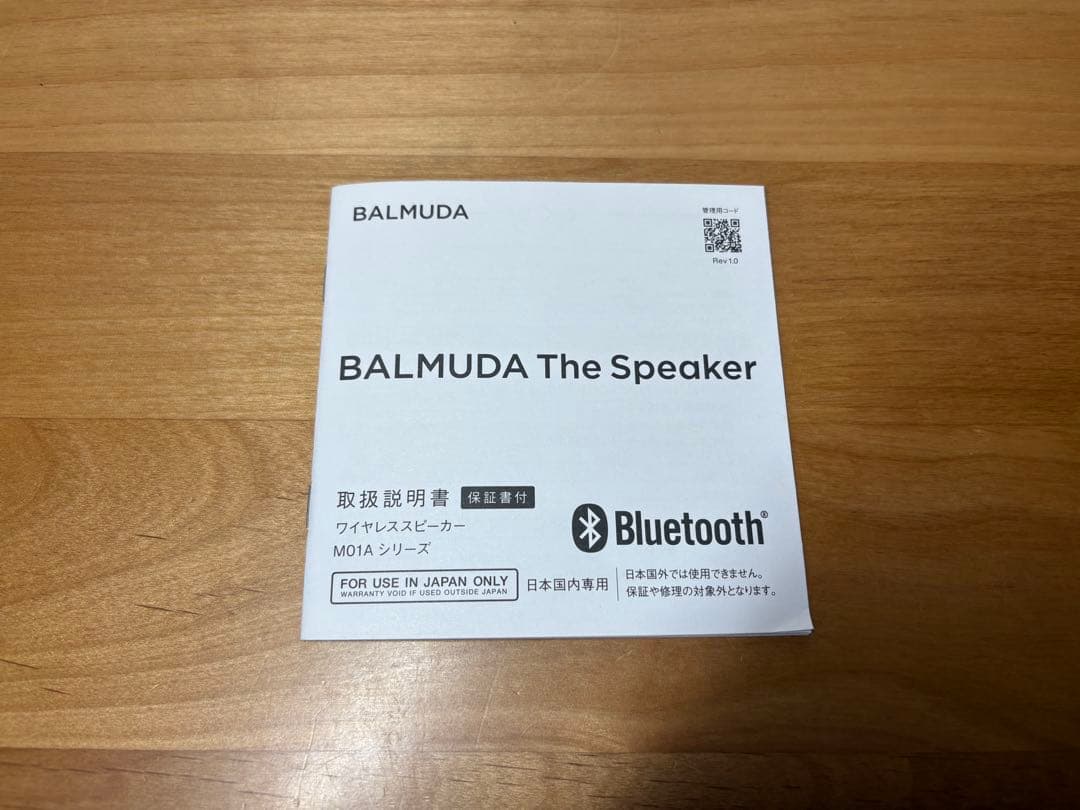 BALMUDA
管理用コード
Rev 1.0
BALMUDA The Speaker
取扱説明書 保証書付
ワイヤレススピーカー
M01A シリーズ
Bluetooth®
FOR USE IN JAPAN ONLY
WARRANTY VOID IF USED OUTSIDE JAPAN
日本国内専用
日本国外では使用できません。
保証や修理の対象外となります。